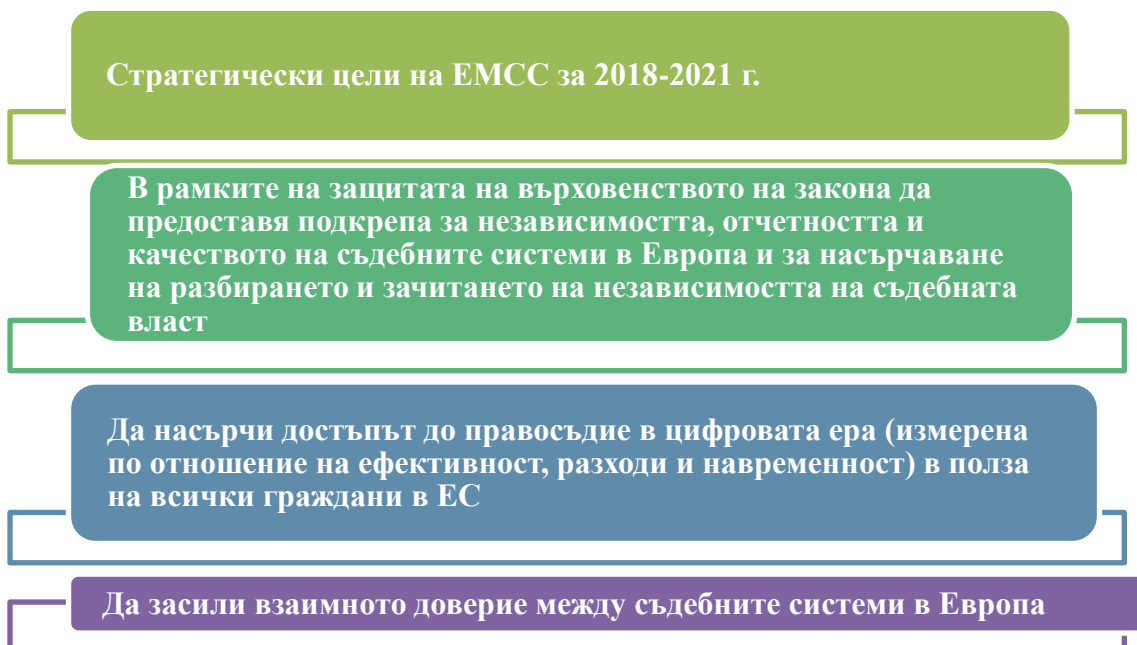 Стратегически цели на ЕМСС за 2018-2021 г.
В рамките на защитата на върховенството на закона да
предоставя подкрепа за независимостта, отчетността и
качеството на съдебните системи в Европа и за насърчаване
на разбирането и зачитането на независимостта на съдебната
власт
Да насърчи достъпът до правосъдие в цифровата ера (измерена
по отношение на ефективност, разходи и навременност) в полза
на всички граждани в ЕС
Да засили взаимното доверие между съдебните системи в Европа